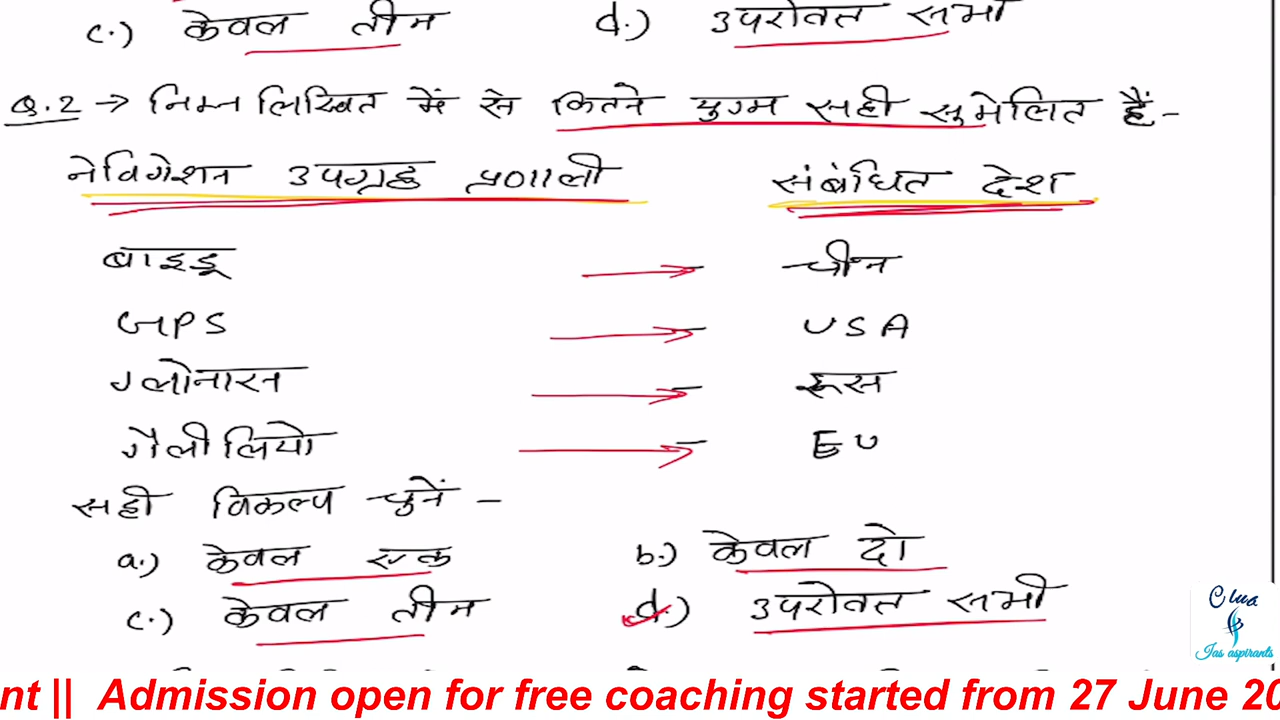 c.) केवल तीन d.) उपरोक्त सभी
Q.2 → निम्न लिखित में से कितने युग्म सही सुमेलित हैं -
नेविगेशन उपग्रह प्रणाली संबंधित देश
बाइडू → चीन
GPS → USA
ग्लोनास → रूस
गैलीलियो → EU
सही विकल्प चुनें -
a.) केवल एक b.) केवल दो
c.) केवल तीन d.) उपरोक्त सभी
Clua
Ias aspirants
nt || Admission open for free coaching started from 27 June 20